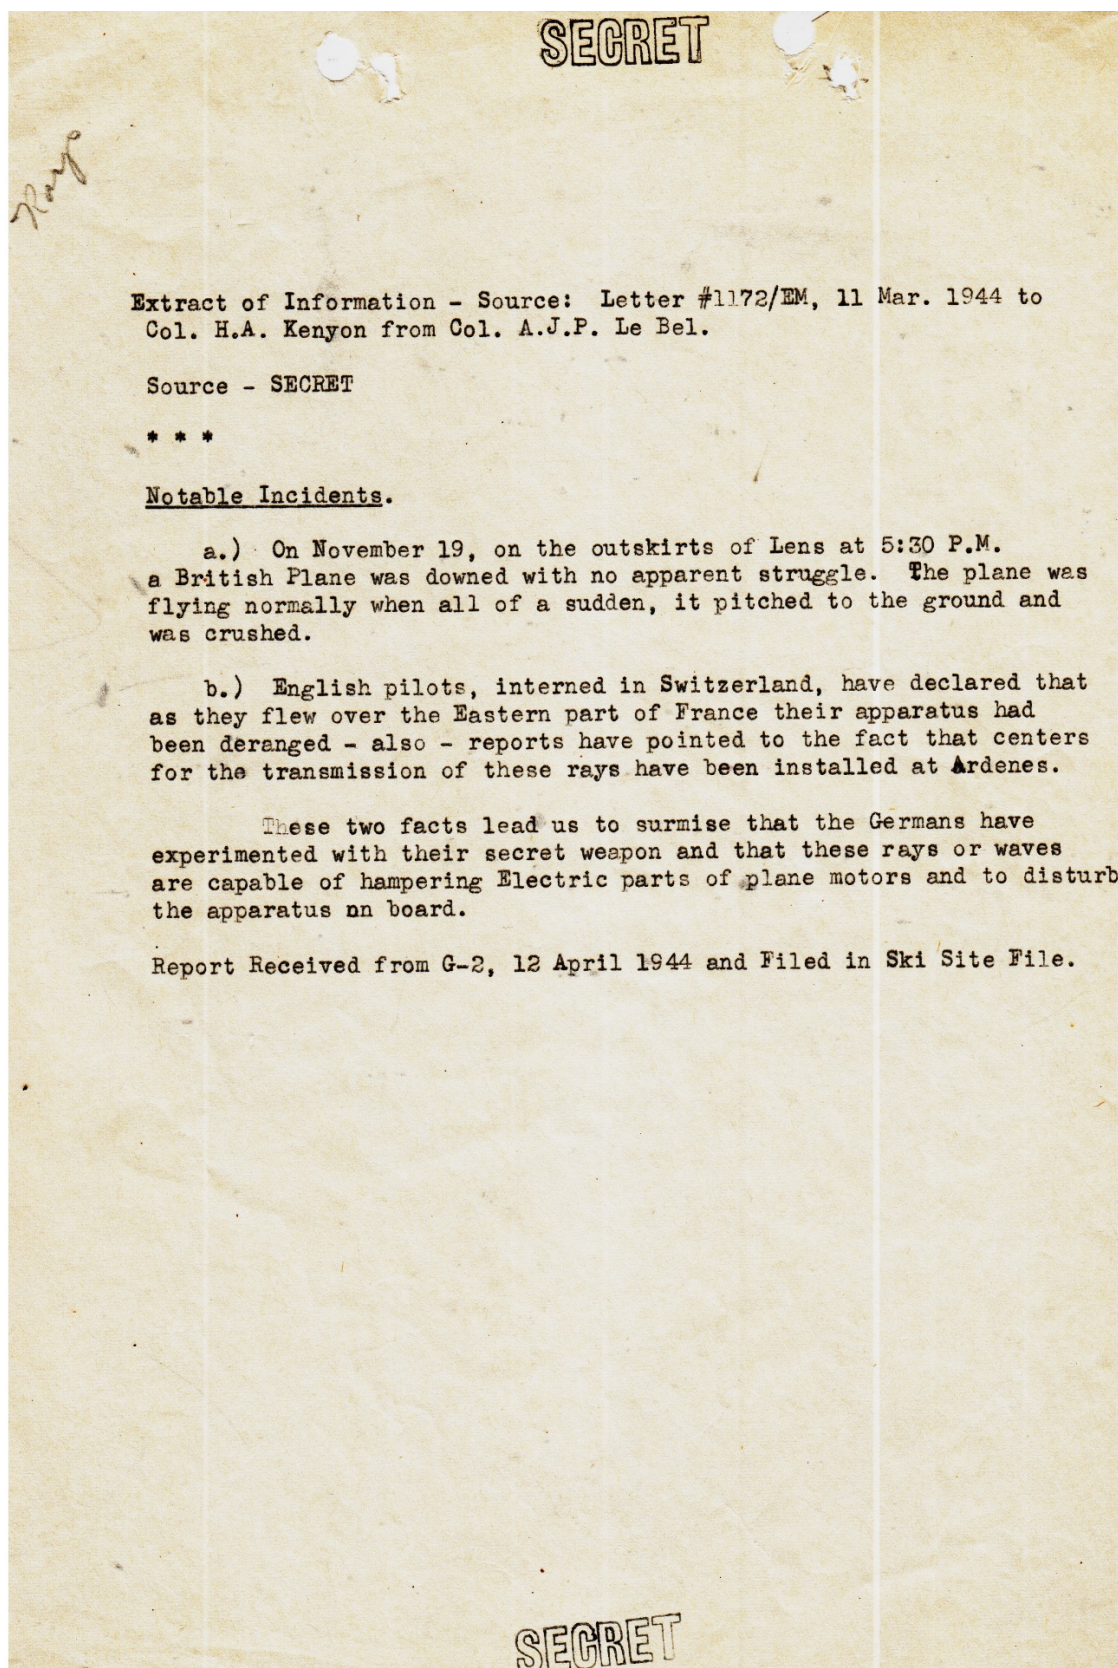 SECRET
Rays
Extract of Information - Source:  Letter #1172/EM, 11 Mar. 1944 to
Col. H.A. Kenyon from Col. A.J.P. Le Bel.
Source - SECRET
* * *
Notable Incidents.
a.)  On November 19, on the outskirts of Lens at 5:30 P.M.
a British Plane was downed with no apparent struggle.  The plane was
flying normally when all of a sudden, it pitched to the ground and
was crushed.
b.)  English pilots, interned in Switzerland, have declared that
as they flew over the Eastern part of France their apparatus had
been deranged - also - reports have pointed to the fact that centers
for the transmission of these rays have been installed at Ardenes.
These two facts lead us to surmise that the Germans have
experimented with their secret weapon and that these rays or waves
are capable of hampering Electric parts of plane motors and to disturb
the apparatus on board.
Report Received from G-2, 12 April 1944 and Filed in Ski Site File.
SECRET